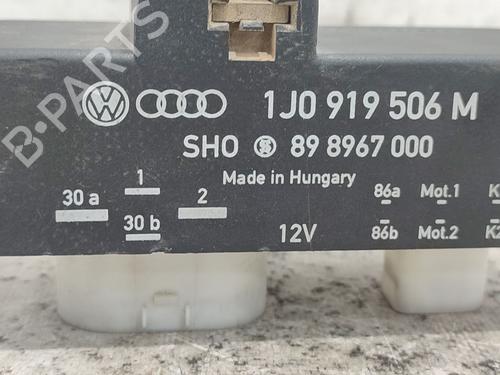 1J0 919 506 M
SHO 89 8967 000
Made in Hungary
1
30 a
2
30 b
12V
86a Mot.1
86b Mot.2 K2
B-PARTS